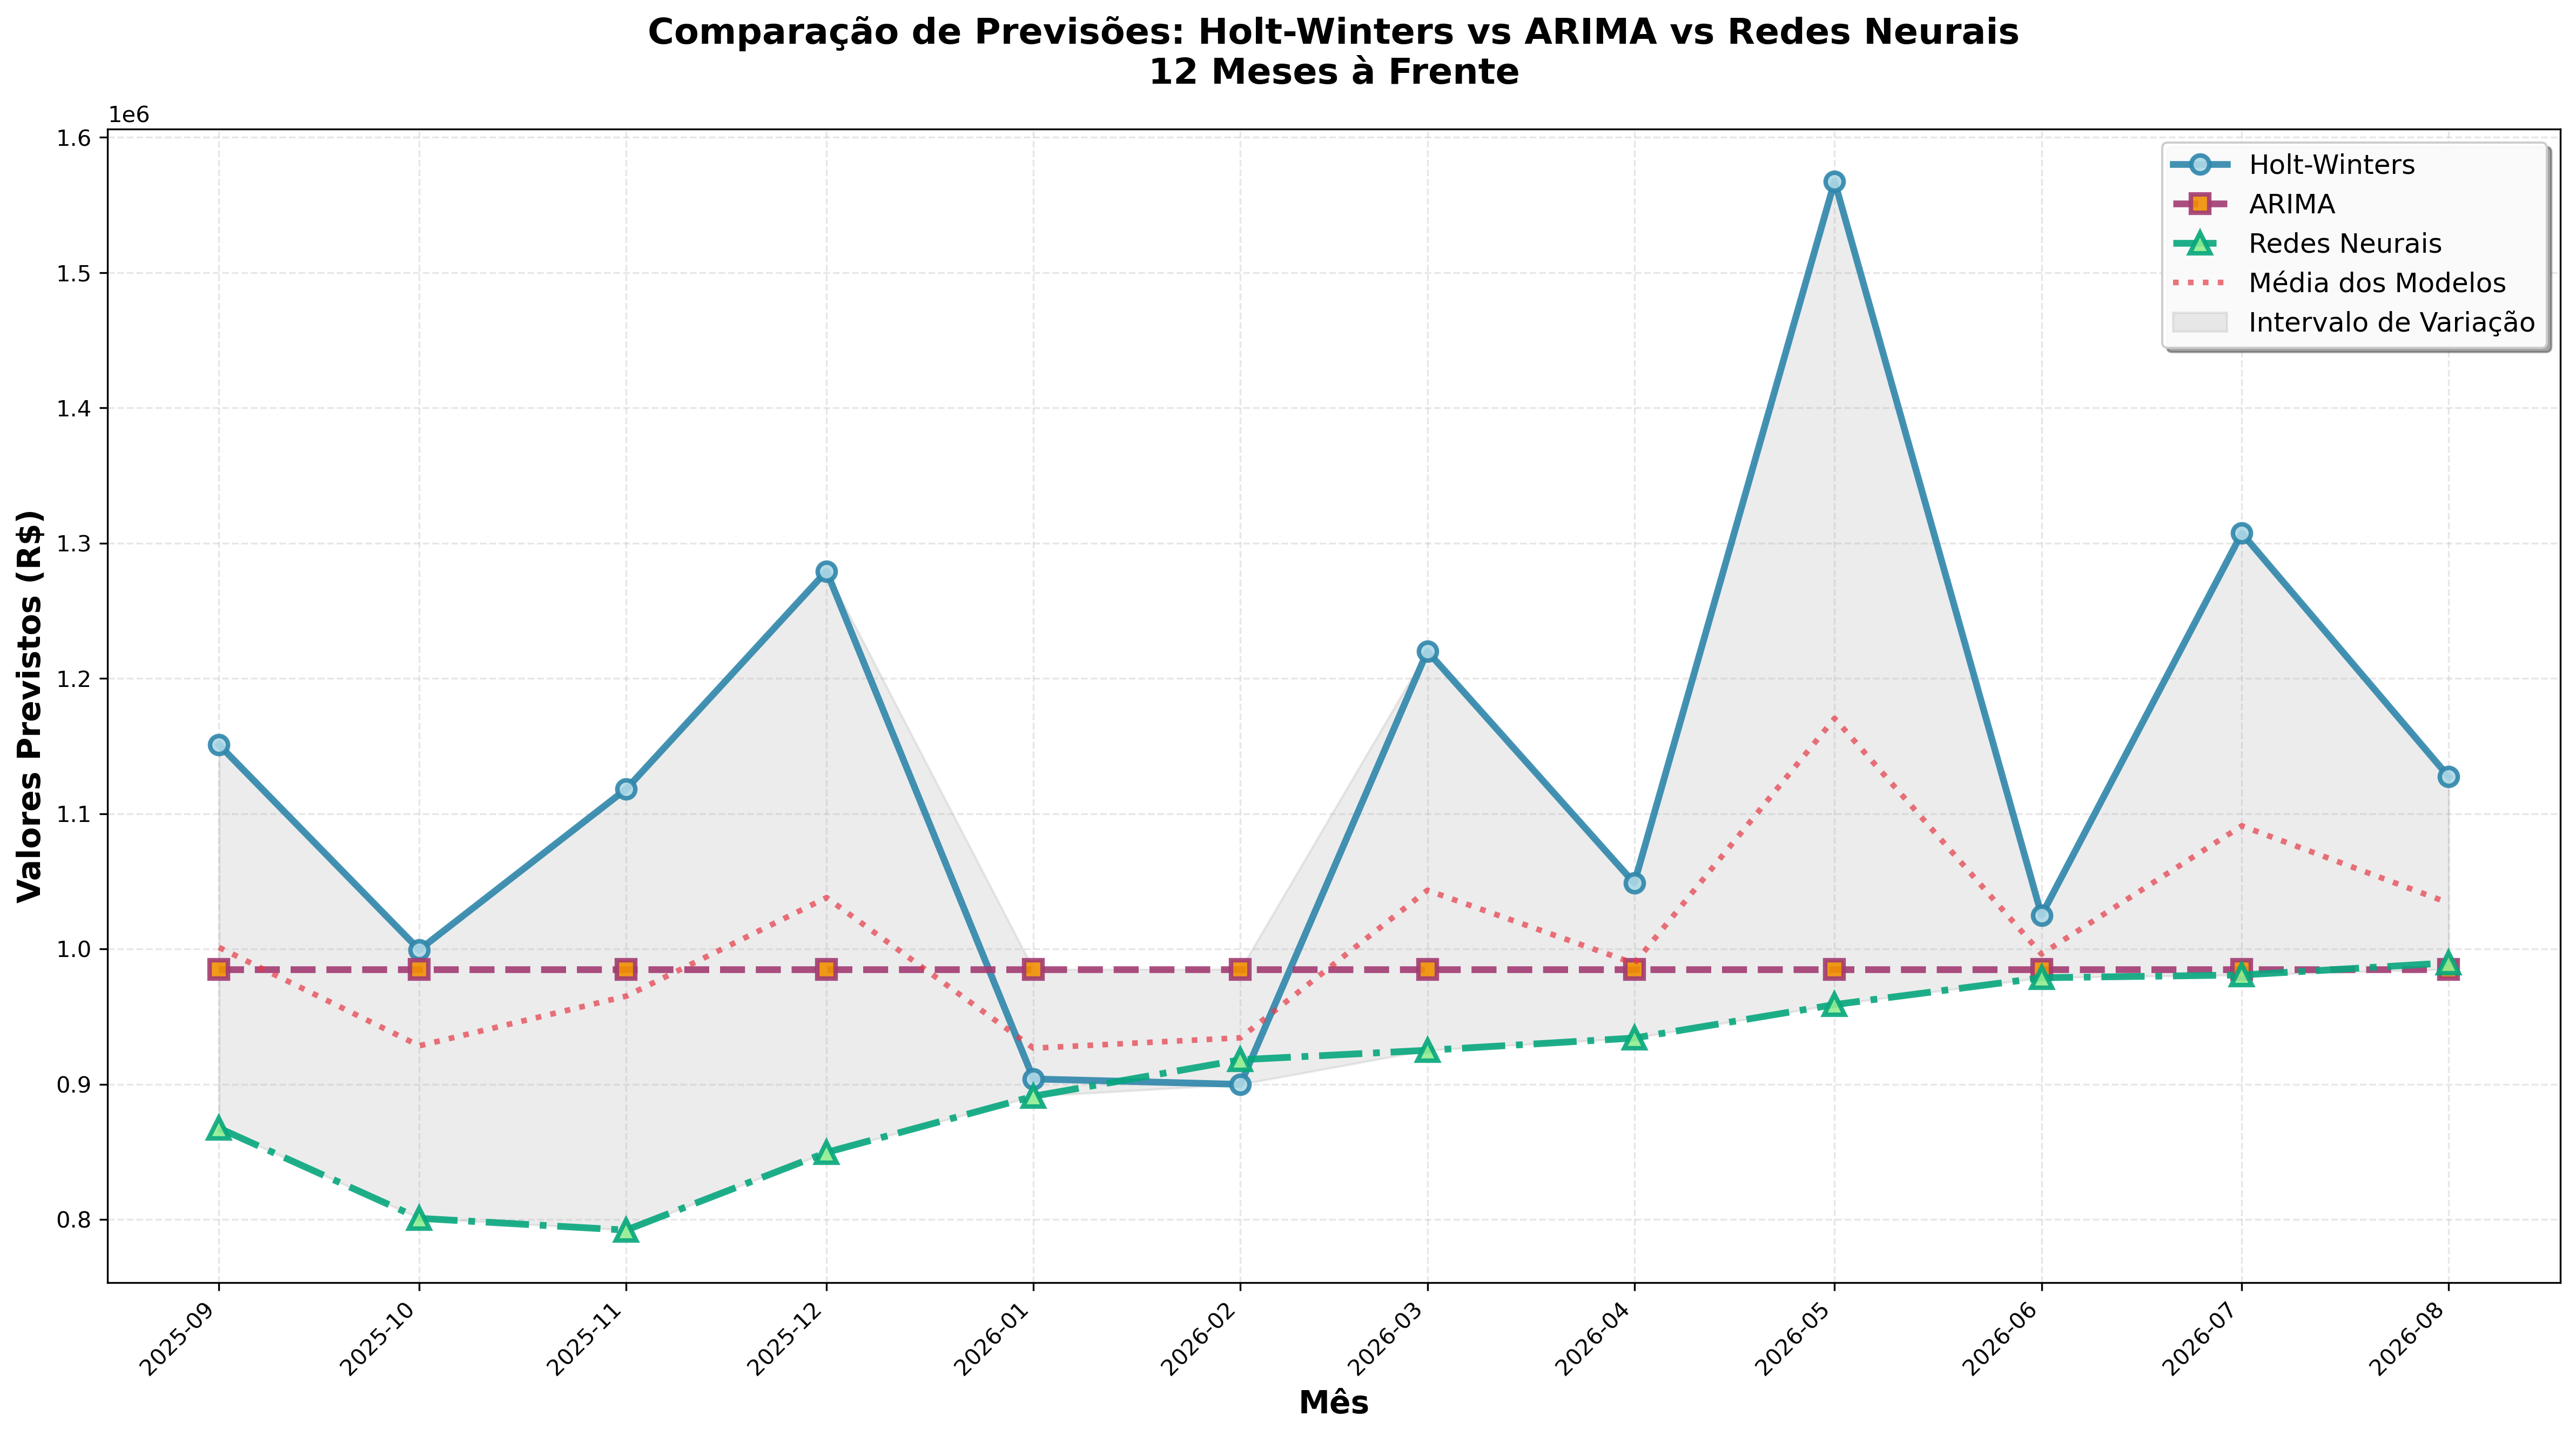 Comparação de Previsões: Holt-Winters vs ARIMA vs Redes Neurais
12 Meses à Frente
1e6
1.6
1.5
1.4
1.3
1.2
1.1
1.0
0.9
0.8
Valores Previstos (R$)
Holt-Winters
ARIMA
Redes Neurais
Média dos Modelos
Intervalo de Variação
2025-09
2025-10
2025-11
2025-12
2026-01
2026-02
2026-03
2026-04
2026-05
2026-06
2026-07
2026-08
Mês